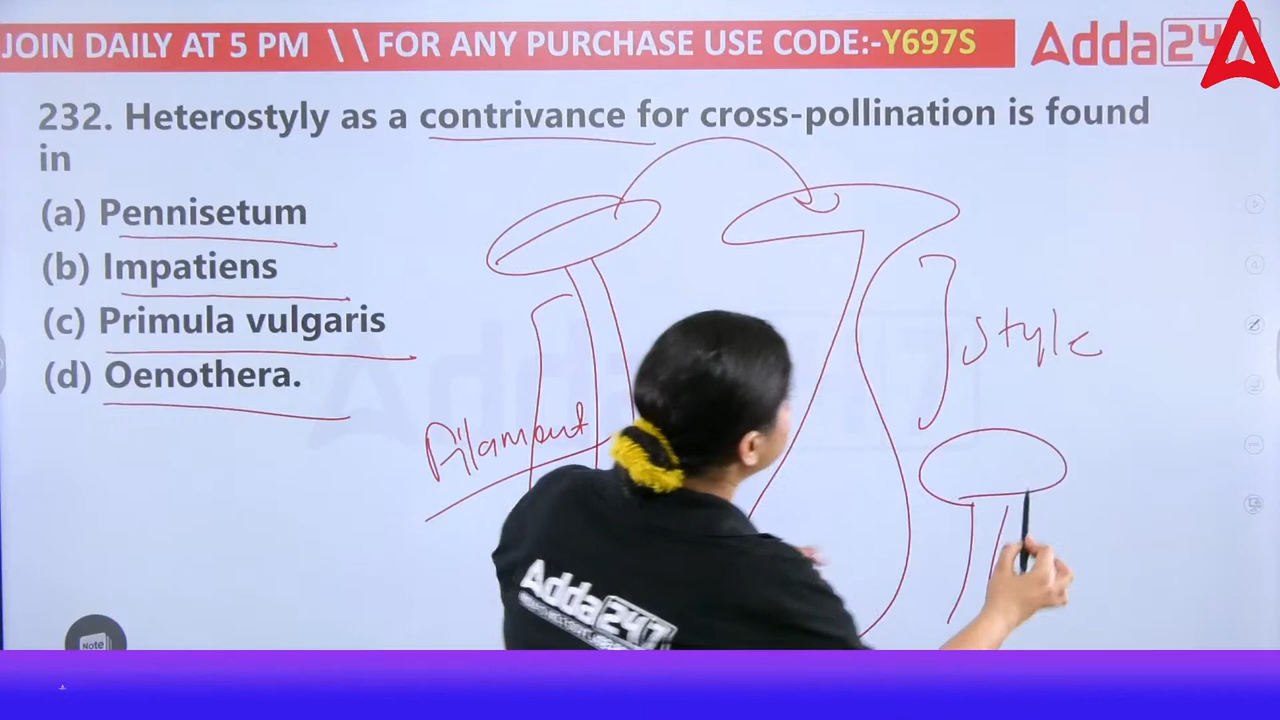 JOIN DAILY AT 5 PM \\ FOR ANY PURCHASE USE CODE:-Y697S
Adda247
232. Heterostyly as a contrivance for cross-pollination is found
in
(a) Pennisetum
(b) Impatiens
(c) Primula vulgaris
(d) Oenothera.
Style
Filament
Adda247
Note